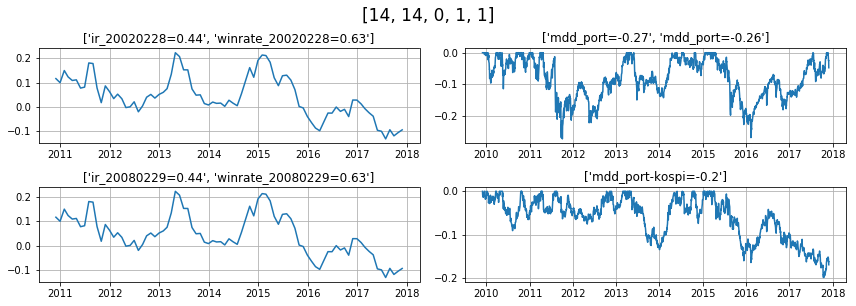 [14, 14, 0, 1, 1]
['ir_20020228=0.44', 'winrate_20020228=0.63']
0.2
0.1
0.0
−0.1
2011 2012 2013 2014 2015 2016 2017 2018
['mdd_port=-0.27', 'mdd_port=-0.26']
0.0
−0.1
−0.2
2010 2011 2012 2013 2014 2015 2016 2017 2018
['ir_20080229=0.44', 'winrate_20080229=0.63']
0.2
0.1
0.0
−0.1
2011 2012 2013 2014 2015 2016 2017 2018
['mdd_port-kospi=-0.2']
0.0
−0.1
−0.2
2010 2011 2012 2013 2014 2015 2016 2017 2018